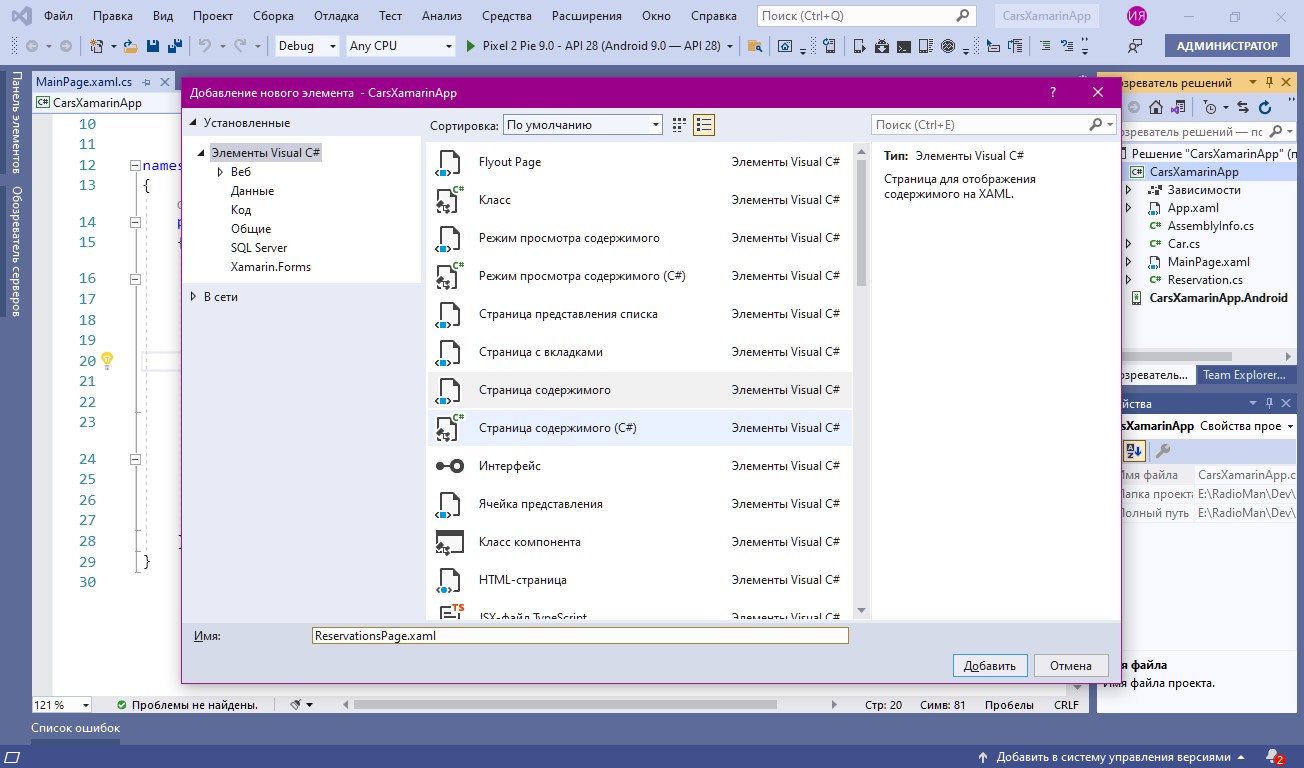 Файл Правка Вид Проект Сборка Отладка Тест Анализ Средства Расширения Окно Справка Поиск (Ctrl+Q) CarsXamarinApp ИЯ
Debug Any CPU Pixel 2 Pie 9.0 - API 28 (Android 9.0 — API 28) АДМИНИСТРАТОР
Панель элементов
Обозреватель серверов
MainPage.xaml.cs
CarsXamarinApp
10
11
12 names
13 {
14
15
16
17
18
19
20
21
22
23
24
25
26
27
28
29 }
30
Добавление нового элемента - CarsXamarinApp ?
Установленные
Элементы Visual C#
Веб
Данные
Код
Общие
SQL Server
Xamarin.Forms
В сети
Сортировка: По умолчанию
Поиск (Ctrl+E)
Flyout Page Элементы Visual C#
Класс Элементы Visual C#
Режим просмотра содержимого Элементы Visual C#
Режим просмотра содержимого (C#) Элементы Visual C#
Страница представления списка Элементы Visual C#
Страница с вкладками Элементы Visual C#
Страница содержимого Элементы Visual C#
Страница содержимого (C#) Элементы Visual C#
Интерфейс Элементы Visual C#
Ячейка представления Элементы Visual C#
Класс компонента Элементы Visual C#
HTML-страница Элементы Visual C#
JSX-файл TypeScript Элементы Visual C#
Тип: Элементы Visual C#
Страница для отображения
содержимого на XAML.
Имя: ReservationsPage.xaml
Добавить Отмена
озреватель решений
озреватель решений — пс
Решение "CarsXamarinApp" (п
CarsXamarinApp
Зависимости
App.xaml
AssemblyInfo.cs
Car.cs
MainPage.xaml
Reservation.cs
CarsXamarinApp.Android
озреватель... Team Explorer...
йства
sXamarinApp Свойства прое
Имя файла CarsXamarinApp.c
Папка проекта E:\RadioMan\Dev\
Полный путь E:\RadioMan\Dev\
я файла
Имя файла проекта.
121 % Проблемы не найдены. Стр: 20 Симв: 81 Пробелы CRLF
Список ошибок
Добавить в систему управления версиями 2